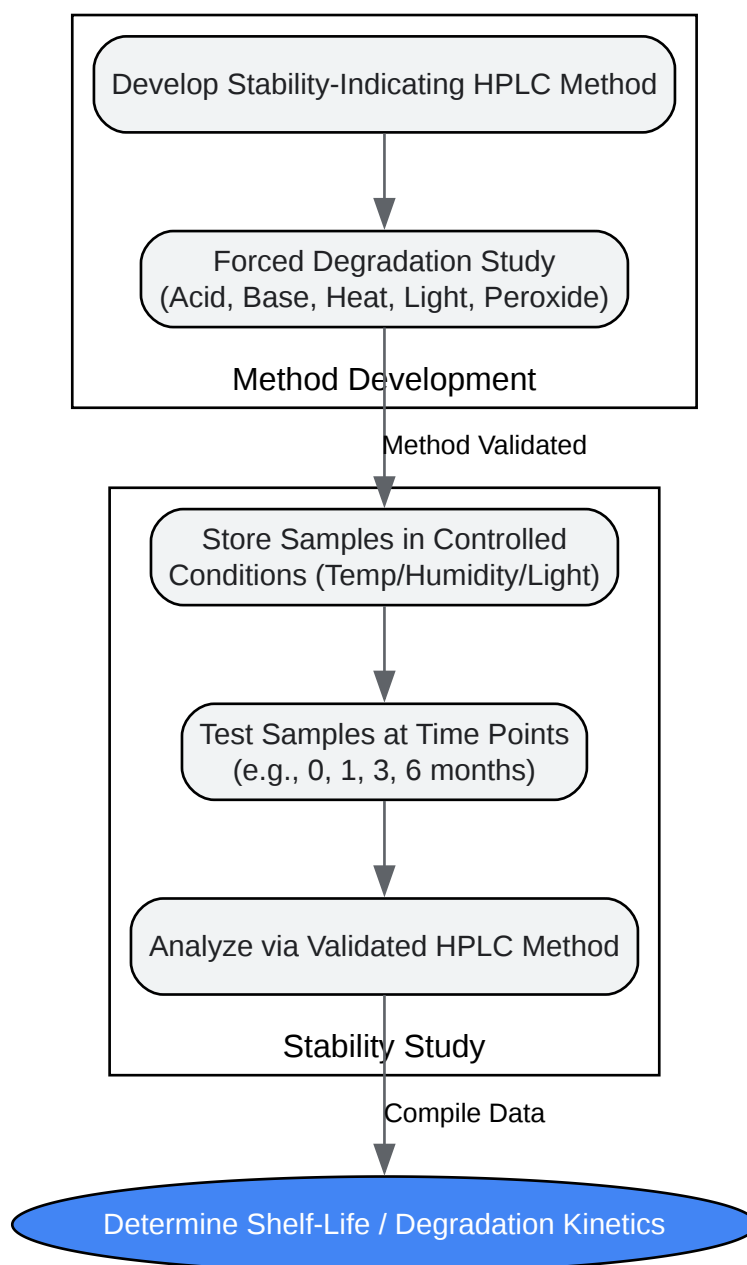 Develop Stability-Indicating HPLC Method
Forced Degradation Study
(Acid, Base, Heat, Light, Peroxide)
Method Development
Method Validated
Store Samples in Controlled
Conditions (Temp/Humidity/Light)
Test Samples at Time Points
(e.g., 0, 1, 3, 6 months)
Analyze via Validated HPLC Method
Stability Study
Compile Data
Determine Shelf-Life / Degradation Kinetics